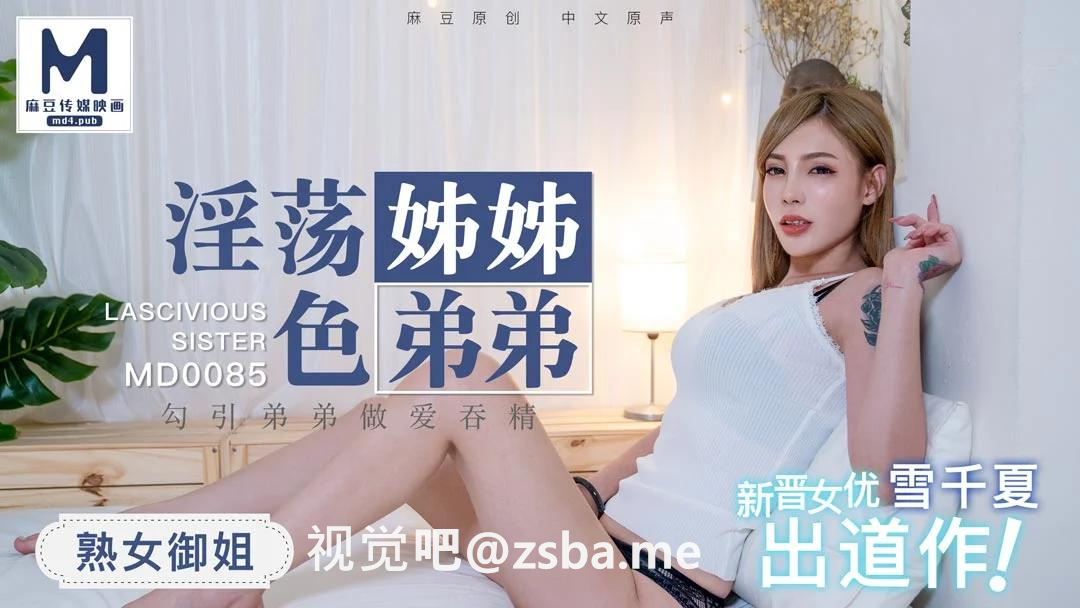 麻豆原创 中文原声
M
麻豆传媒映画
md4.pub
淫荡姊姊
色弟弟
LASCIVIOUS
SISTER
MD0085
勾引弟弟做爱吞精
新晋女优 雪千夏
出道作!
熟女御姐
视觉吧@zsba.me